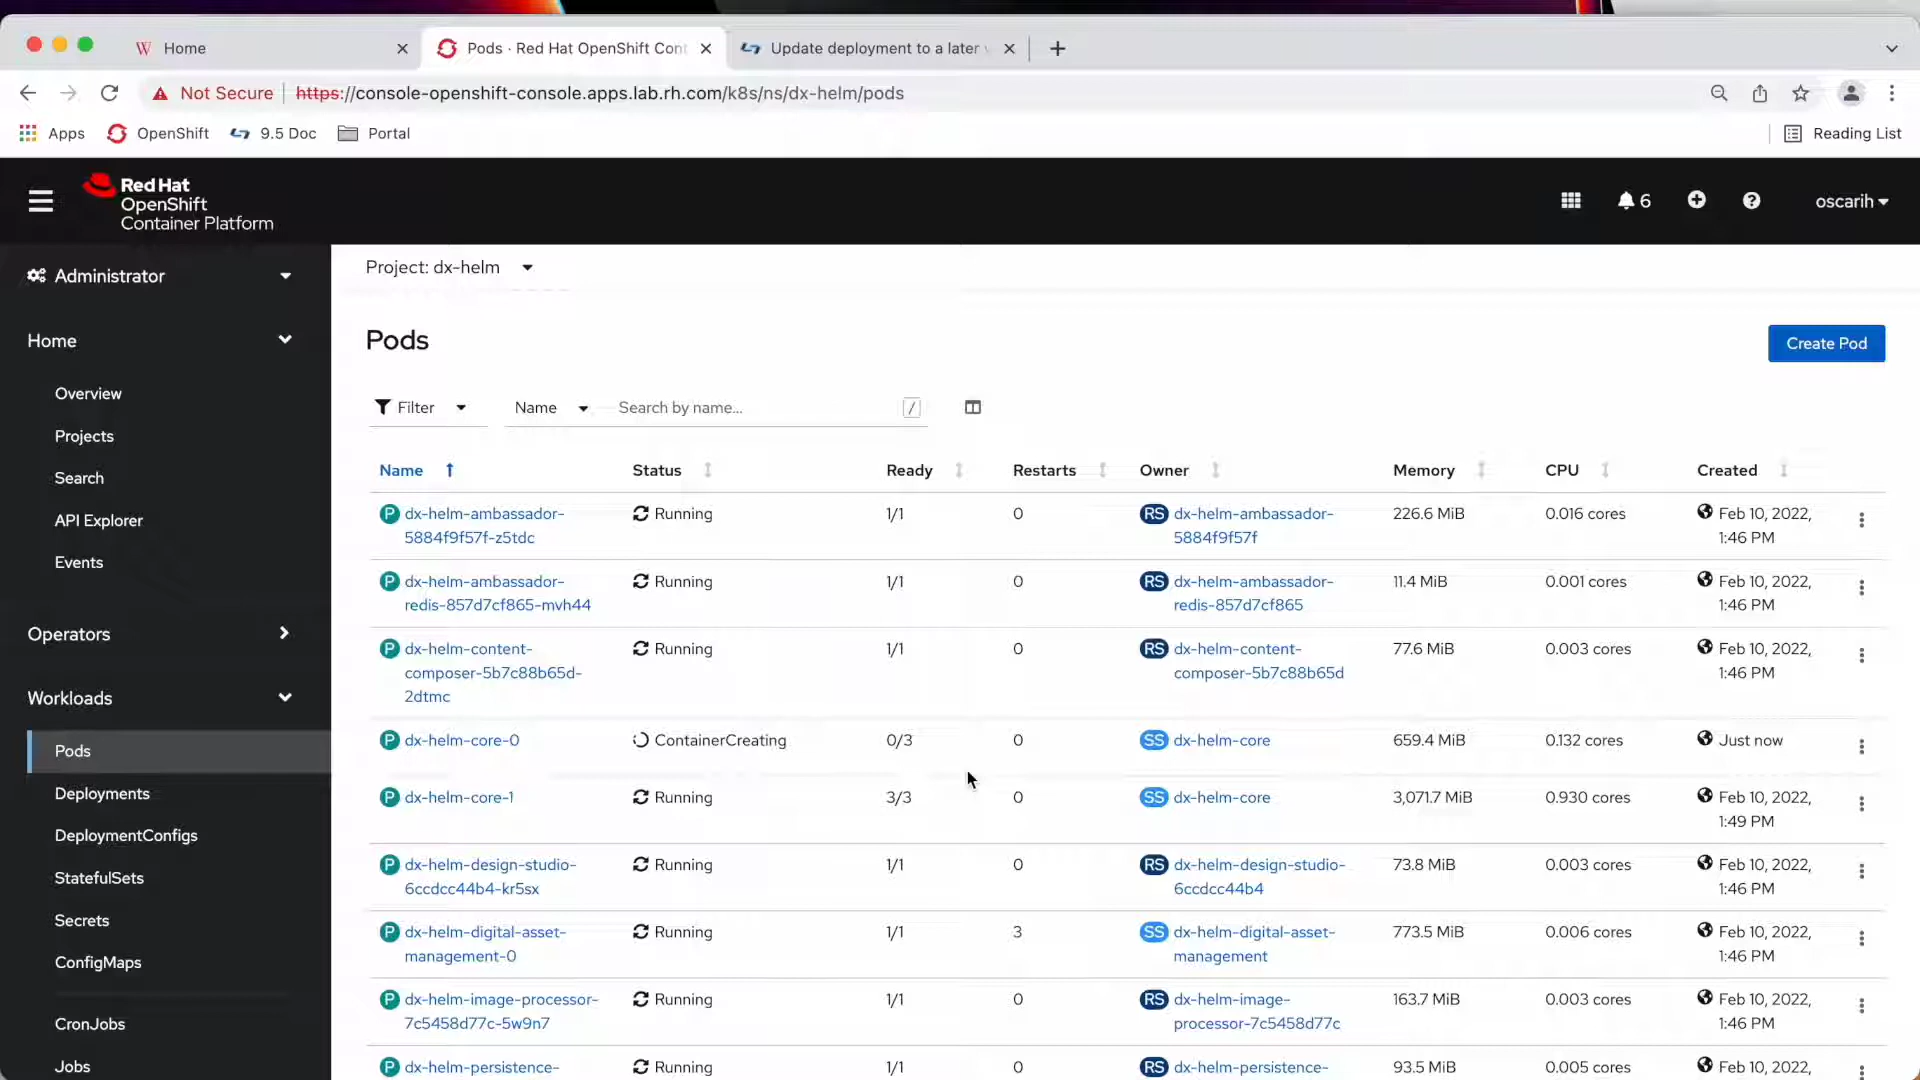 Home
Pods · Red Hat OpenShift Cont
Update deployment to a later
Not Secure
https://console-openshift-console.apps.lab.rh.com/k8s/ns/dx-helm/pods
Apps
OpenShift
9.5 Doc
Portal
Reading List
Red Hat
OpenShift
Container Platform
6
oscarih
Administrator
Home
Overview
Projects
Search
API Explorer
Events
Operators
Workloads
Pods
Deployments
DeploymentConfigs
StatefulSets
Secrets
ConfigMaps
CronJobs
Jobs
Project: dx-helm
Pods
Create Pod
Filter
Name
Search by name...
/
Name Status Ready Restarts Owner Memory CPU Created
P dx-helm-ambassador- Running 1/1 0 RS dx-helm-ambassador- 226.6 MiB 0.016 cores Feb 10, 2022,
5884f9f57f-z5tdc 5884f9f57f 1:46 PM
P dx-helm-ambassador- Running 1/1 0 RS dx-helm-ambassador- 11.4 MiB 0.001 cores Feb 10, 2022,
redis-857d7cf865-mvh44 redis-857d7cf865 1:46 PM
P dx-helm-content- Running 1/1 0 RS dx-helm-content- 77.6 MiB 0.003 cores Feb 10, 2022,
composer-5b7c88b65d- composer-5b7c88b65d 1:46 PM
2dtmc
P dx-helm-core-0 ContainerCreating 0/3 0 SS dx-helm-core 659.4 MiB 0.132 cores Just now
P dx-helm-core-1 Running 3/3 0 SS dx-helm-core 3,071.7 MiB 0.930 cores Feb 10, 2022,
1:49 PM
P dx-helm-design-studio- Running 1/1 0 RS dx-helm-design-studio- 73.8 MiB 0.003 cores Feb 10, 2022,
6ccdcc44b4-kr5sx 6ccdcc44b4 1:46 PM
P dx-helm-digital-asset- Running 1/1 3 SS dx-helm-digital-asset- 773.5 MiB 0.006 cores Feb 10, 2022,
management-0 management 1:46 PM
P dx-helm-image-processor- Running 1/1 0 RS dx-helm-image- 163.7 MiB 0.003 cores Feb 10, 2022,
7c5458d77c-5w9n7 processor-7c5458d77c 1:46 PM
P dx-helm-persistence- Running 1/1 0 RS dx-helm-persistence- 93.5 MiB 0.005 cores Feb 10, 2022,